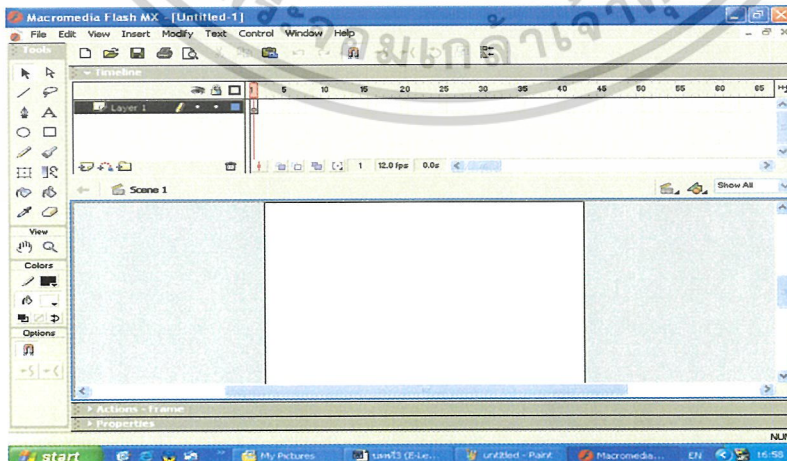 Macromedia Flash MX - [Untitled-1]
File Edit View Insert Modify Text Control Window Help
Tools
Timeline
5 10 15 20 25 30 35 40 45 50 55 60 65
Layer 1
1 12.0 fps 0.0s
Scene 1
Show All
View
Colors
Options
Actions - Frame
Properties
NUM
start
My Pictures
untitled - Paint
Macromedia...
EN
16:58